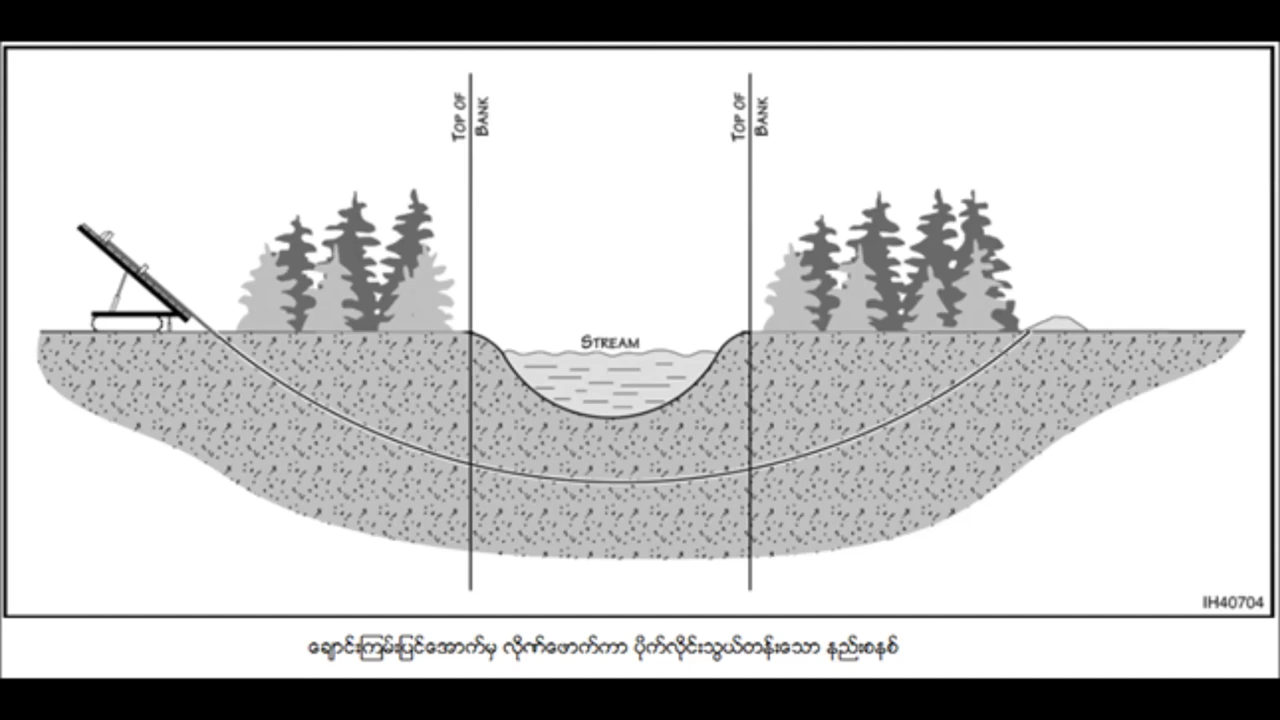 TOP OF
BANK
TOP OF
BANK
STREAM
IH40704
ချောင်းကြမ်းပြင်အောက်မှ လိုဏ်ဖောက်ကာ ပိုက်လိုင်းသွယ်တန်းသော နည်းစနစ်